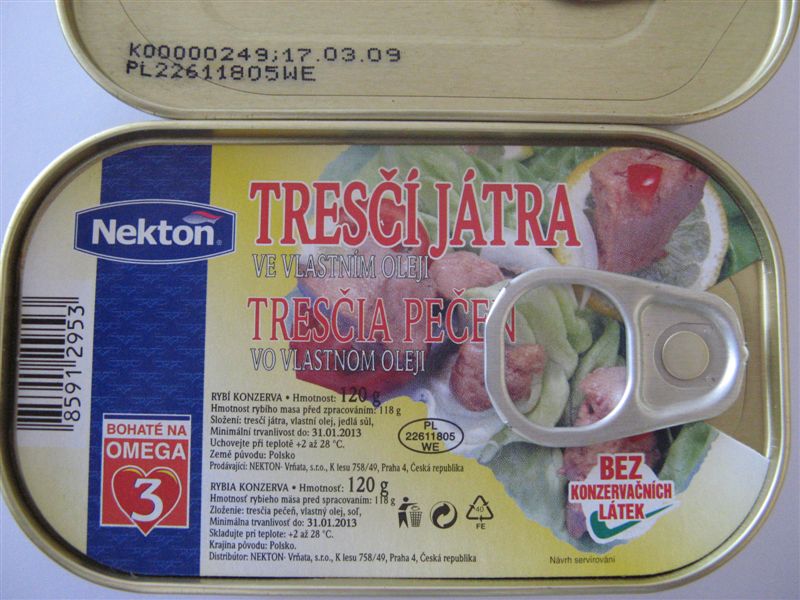 K00000249;17.03.09
PL22611805WE
Nekton®
TRESČÍ JÁTRA
VE VLASTNÍM OLEJI
TRESČIA PEČEN
VO VLASTNOM OLEJI
8591 2953
BOHATÉ NA
OMEGA
3
RYBÍ KONZERVA • Hmotnost: 120 g
Hmotnost rybího masa před zpracováním: 118 g
Složení: tresčí játra, vlastní olej, jedlá sůl,
Minimální trvanlivost do: 31.01.2013
Uchovejte při teplotě +2 až 28 °C.
Země původu: Polsko
Prodávající: NEKTON- Vrňata, s.r.o., K lesu 758/49, Praha 4, Česká republika
RYBIA KONZERVA • Hmotnosť: 120 g
Hmotnosť rybieho mäsa pred spracovaním: 118 g
Zloženie: tresčia pečeň, vlastný olej, soľ,
Minimálna trvanlivosť do: 31.01.2013
Skladujte pri teplote: +2 až 28 °C.
Krajina pôvodu: Polsko.
Distribútor: NEKTON- Vrňata, s.r.o., K lesu 758/49, Praha 4, Česká republika
PL
22611805
WE
40
FE
BEZ
KONZERVAČNÍCH
LÁTEK
Návrh servírování